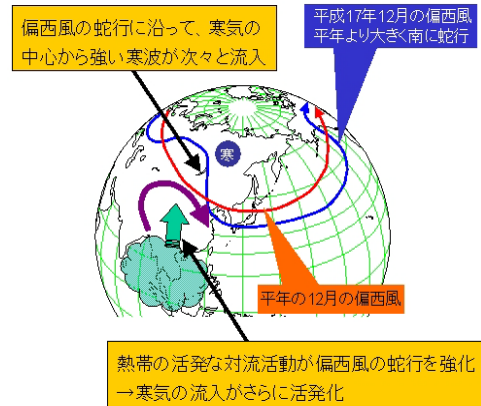 偏西風の蛇行に沿って、寒気の
中心から強い寒波が次々と流入
平成17年12月の偏西風
平年より大きく南に蛇行
寒
平年の12月の偏西風
熱帯の活発な対流活動が偏西風の蛇行を強化
→寒気の流入がさらに活発化